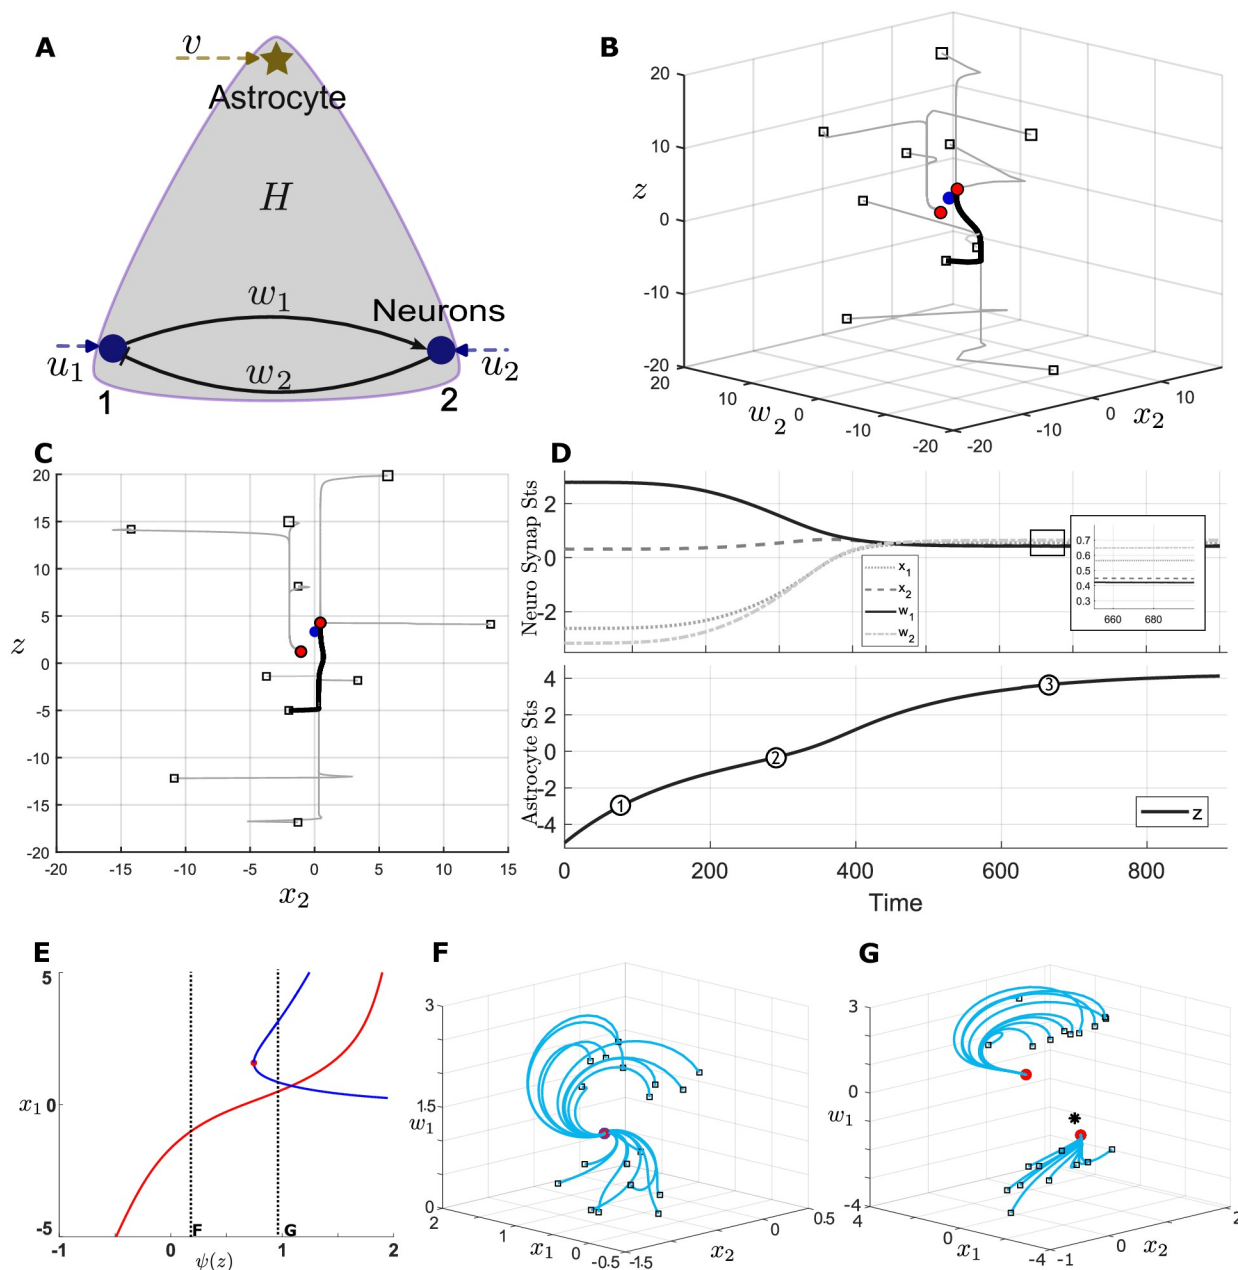 A
v
Astrocyte
H
w1
Neurons
u1
w2
u2
1
2
B
20
10
z
0
-10
-20
20
10
w2
0
-10
-20
-20
-10
0
x2
10
C
20
15
10
5
z
0
-5
-10
-15
-20
-20
-15
-10
-5
0
5
10
15
x2
D
Neuro Synap Sts
2
0
-2
x1
x2
w1
w2
0.7
0.6
0.5
0.4
0.3
660
680
Astrocyte Sts
4
2
0
-2
-4
1
2
3
z
0
200
400
600
800
Time
E
5
x1
0
-5
F
G
-1
0
1
2
ψ(z)
F
3
1.5
w1
0
2
1
x1
0
-0.5
-1.5
x2
0
0.5
G
3
0
w1
-1
-4
4
0
x1
-4
-1
0
x2
2